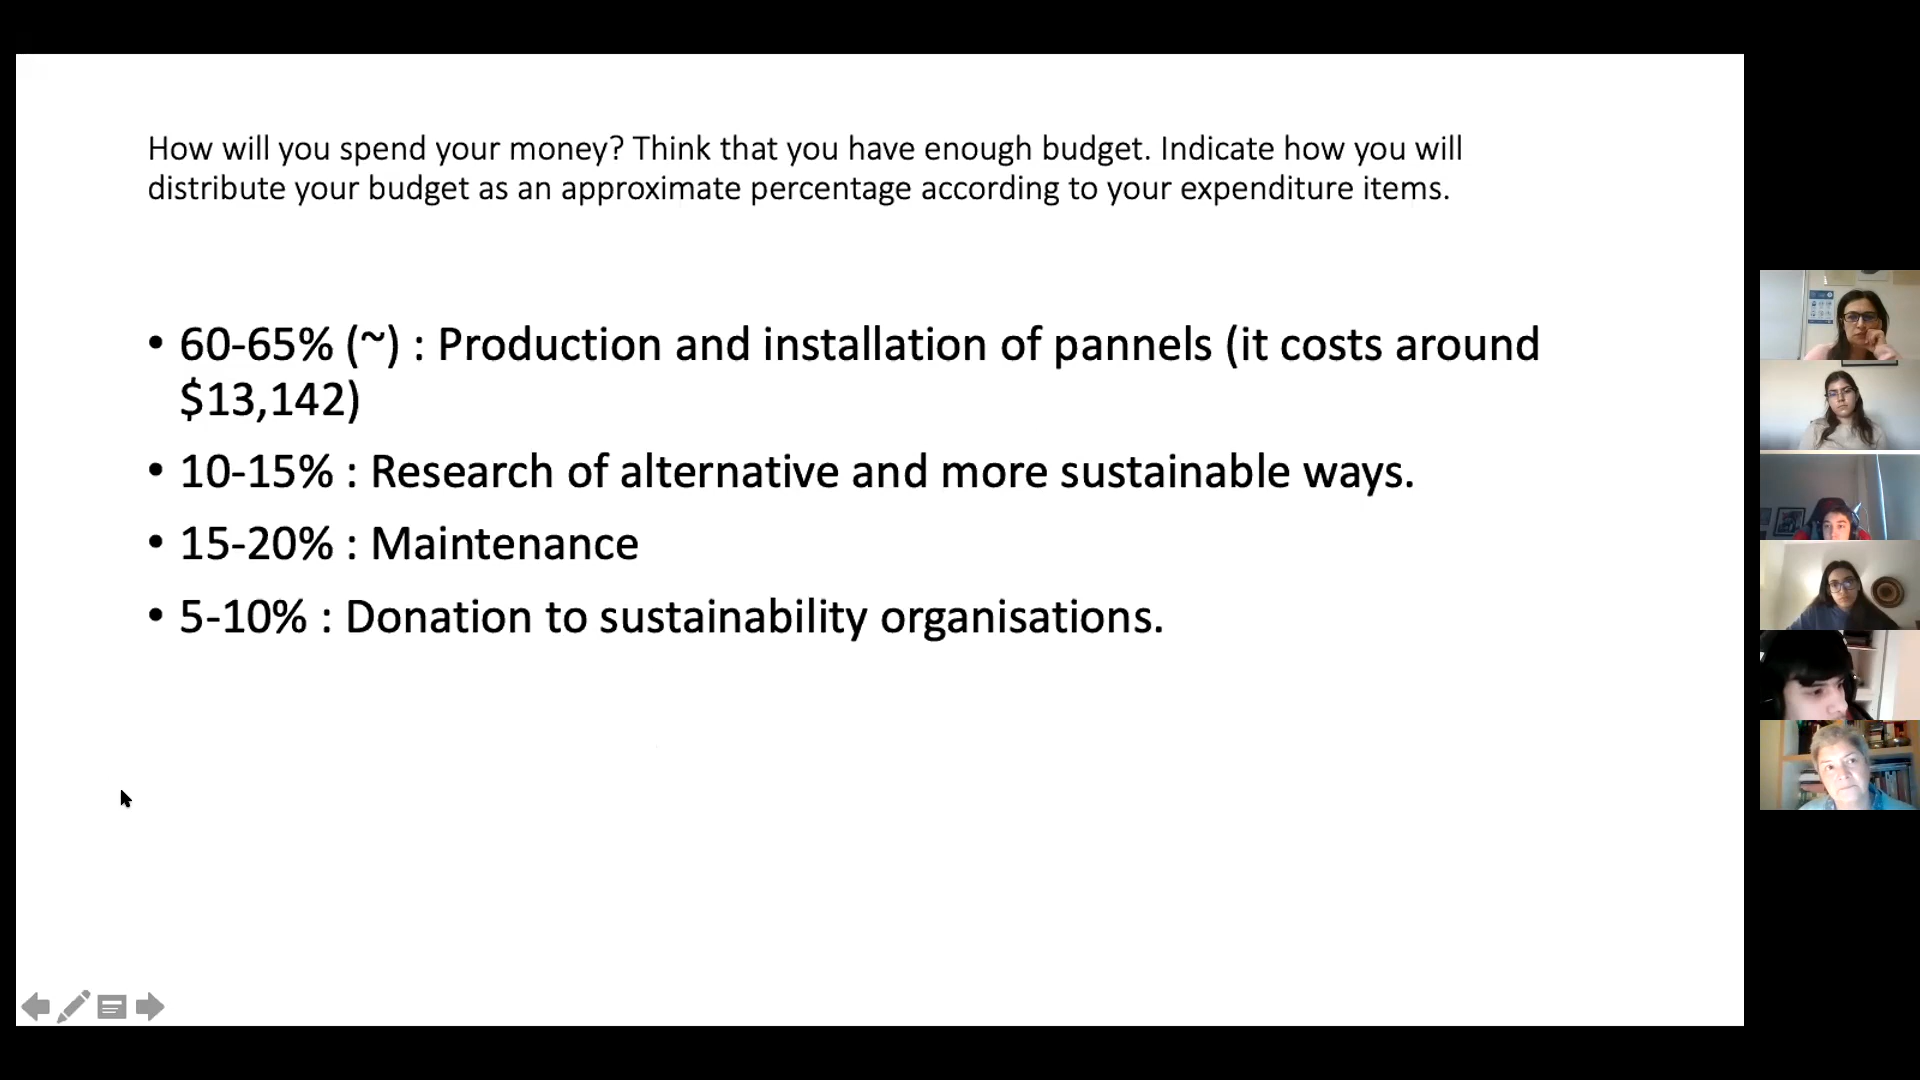 How will you spend your money? Think that you have enough budget. Indicate how you will
distribute your budget as an approximate percentage according to your expenditure items.
• 60-65% (~) : Production and installation of pannels (it costs around
$13,142)
• 10-15% : Research of alternative and more sustainable ways.
• 15-20% : Maintenance
• 5-10% : Donation to sustainability organisations.